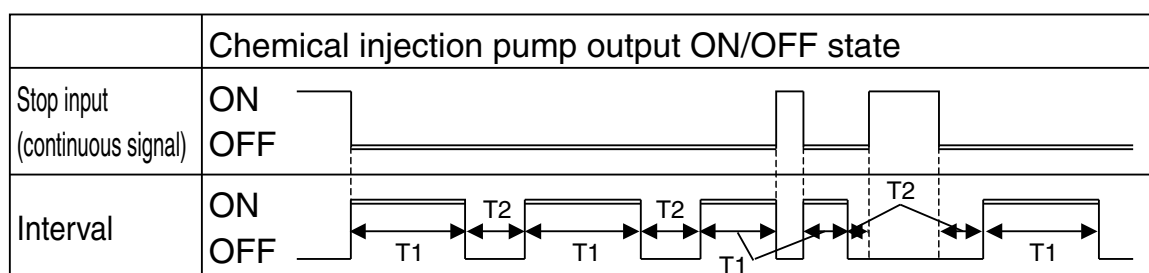 Chemical injection pump output ON/OFF state
Stop input
(continuous signal)
ON
OFF
Interval
ON
OFF
T1
T2
T1
T2
T1
T2
T1